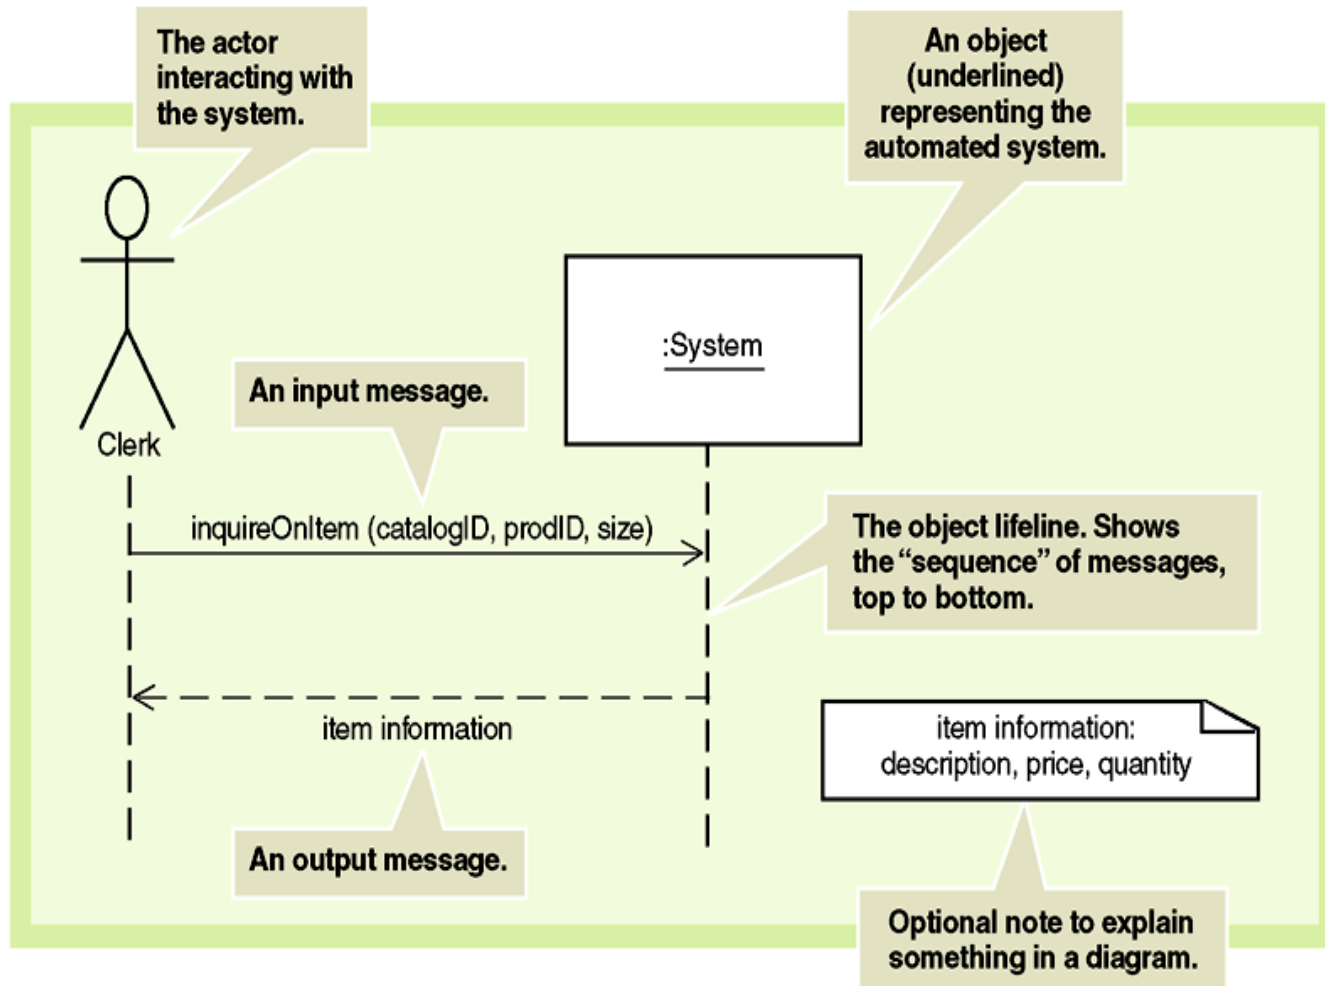 The actor
interacting with
the system.
An object
(underlined)
representing the
automated system.
:System
An input message.
Clerk
inquireOnItem (catalogID, prodID, size)
The object lifeline. Shows
the “sequence” of messages,
top to bottom.
item information
item information:
description, price, quantity
An output message.
Optional note to explain
something in a diagram.